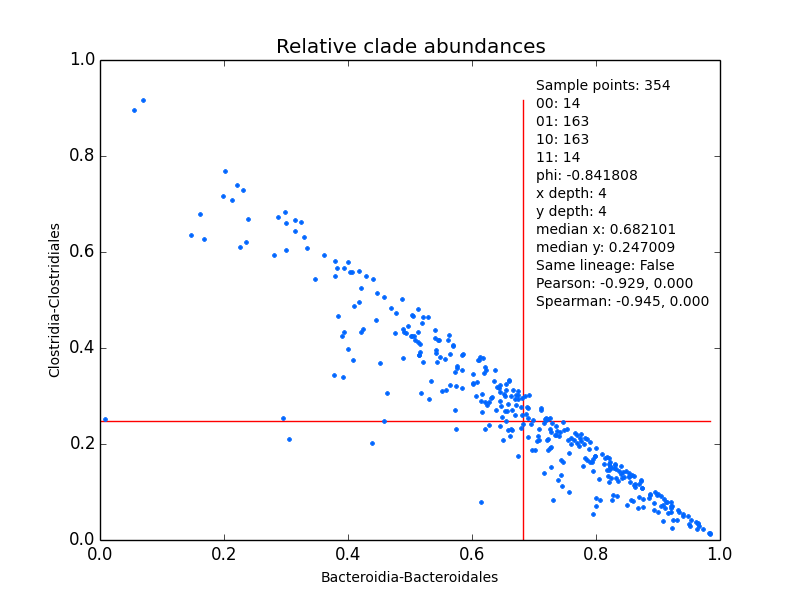 Relative clade abundances
Sample points: 354
00: 14
01: 163
10: 163
11: 14
phi: -0.841808
x depth: 4
y depth: 4
median x: 0.682101
median y: 0.247009
Same lineage: False
Pearson: -0.929, 0.000
Spearman: -0.945, 0.000
Clostridia-Clostridiales
1.0
0.8
0.6
0.4
0.2
0.0
0.0 0.2 0.4 0.6 0.8 1.0
Bacteroidia-Bacteroidales